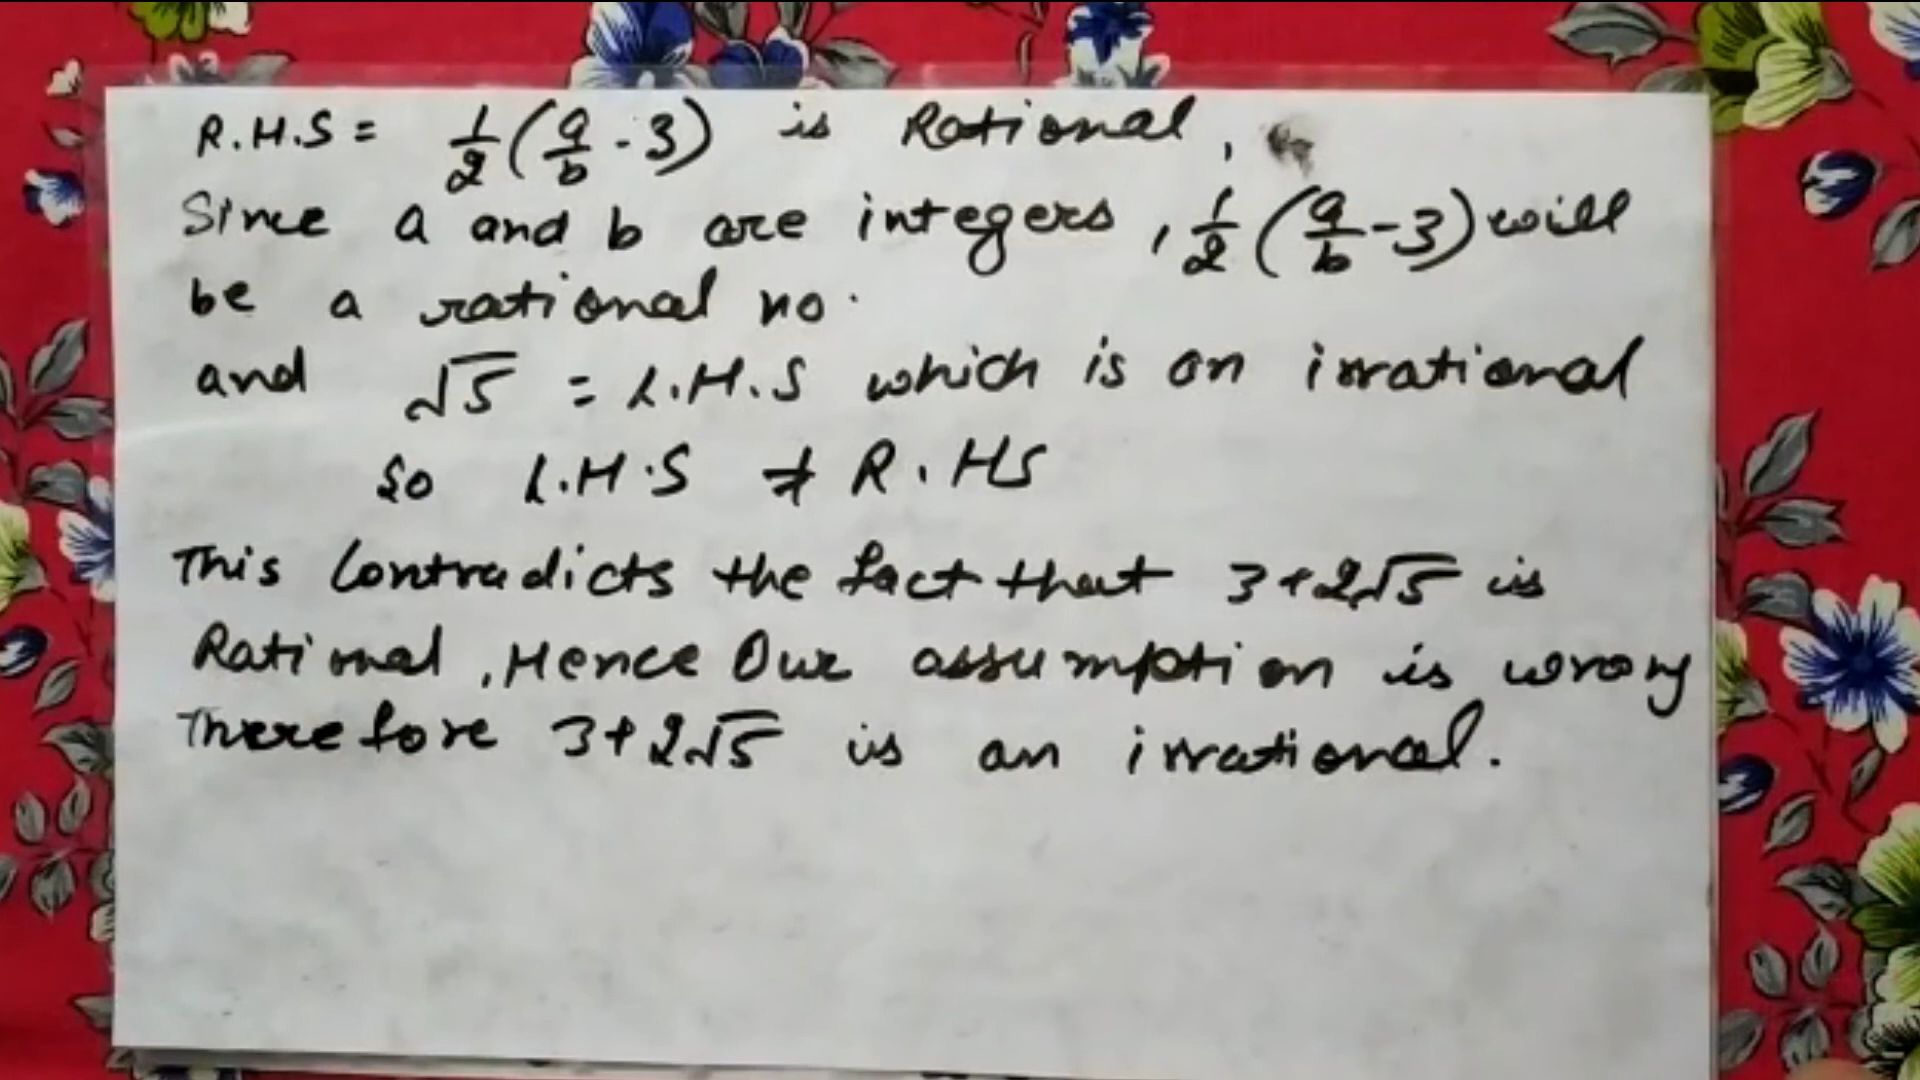 R.H.S = 1/2 (a/b - 3) is Rational,
Since a and b are integers, 1/2 (a/b - 3) will
be a rational no.
and √5 = L.H.S which is an irrational
So L.H.S ≠ R.HS
This Contradicts the fact that 3+2√5 is
Rational, Hence Our assumption is wrong
Therefore 3+2√5 is an irrational.